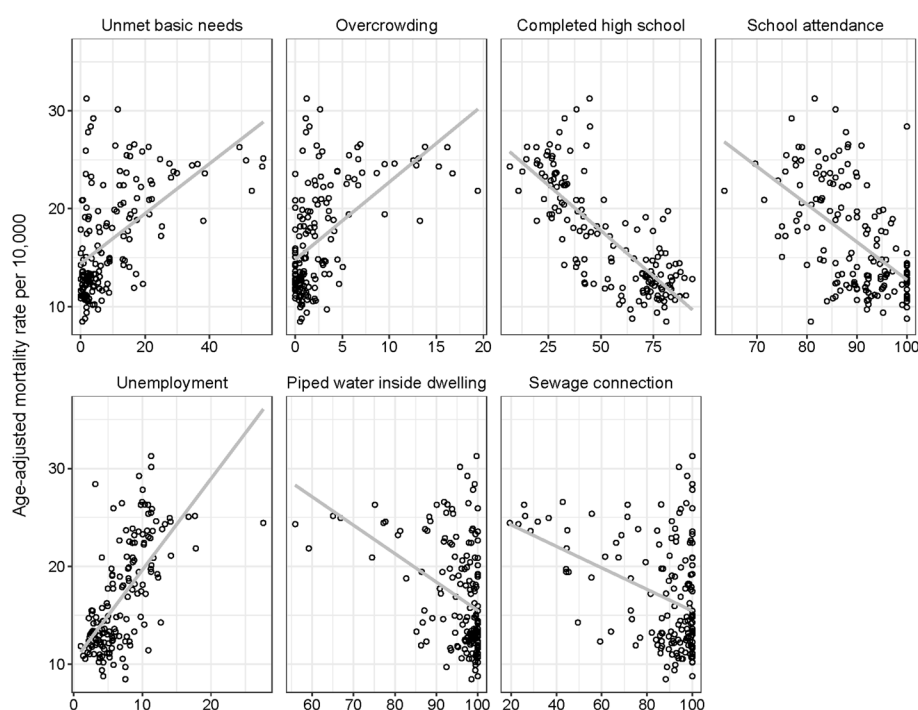 Unmet basic needs Overcrowding Completed high school School attendance
30
20
10
0 20 40 0 5 10 15 20 25 50 75 70 80 90 100
Age-adjusted mortality rate per 10,000
Unemployment Piped water inside dwelling Sewage connection
30
20
10
0 10 20 60 70 80 90 100 20 40 60 80 100